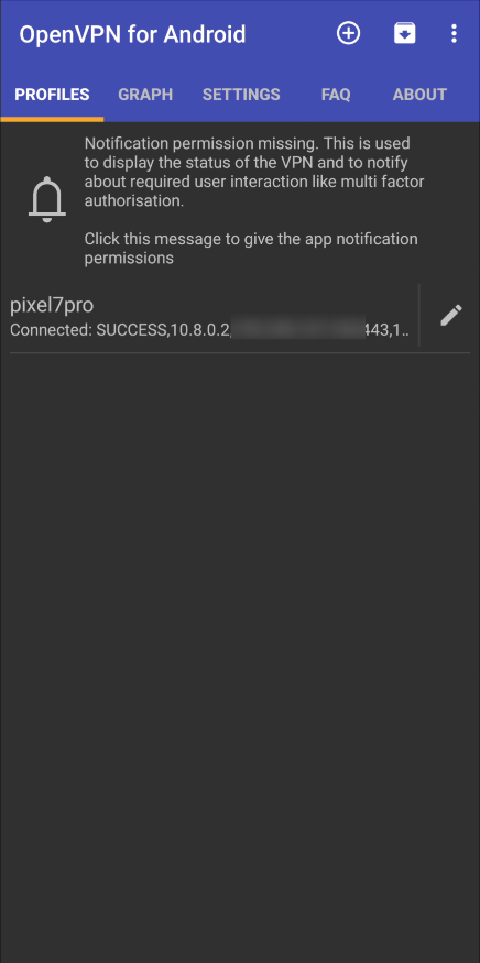 OpenVPN for Android
PROFILES GRAPH SETTINGS FAQ ABOUT
Notification permission missing. This is used
to display the status of the VPN and to notify
about required user interaction like multi factor
authorisation.
Click this message to give the app notification
permissions
pixel7pro
Connected: SUCCESS,10.8.0.2, 443,1..